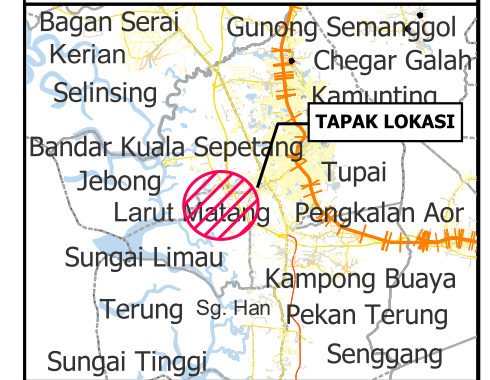 Bagan Serai
Gunong Semanggol
Kerian
Chegar Galah
Selinsing
Kamunting
TAPAK LOKASI
Bandar Kuala Sepetang
Jebong
Tupai
Larut Matang
Pengkalan Aor
Sungai Limau
Kampong Buaya
Terung
Sg. Han
Pekan Terung
Sungai Tinggi
Senggang